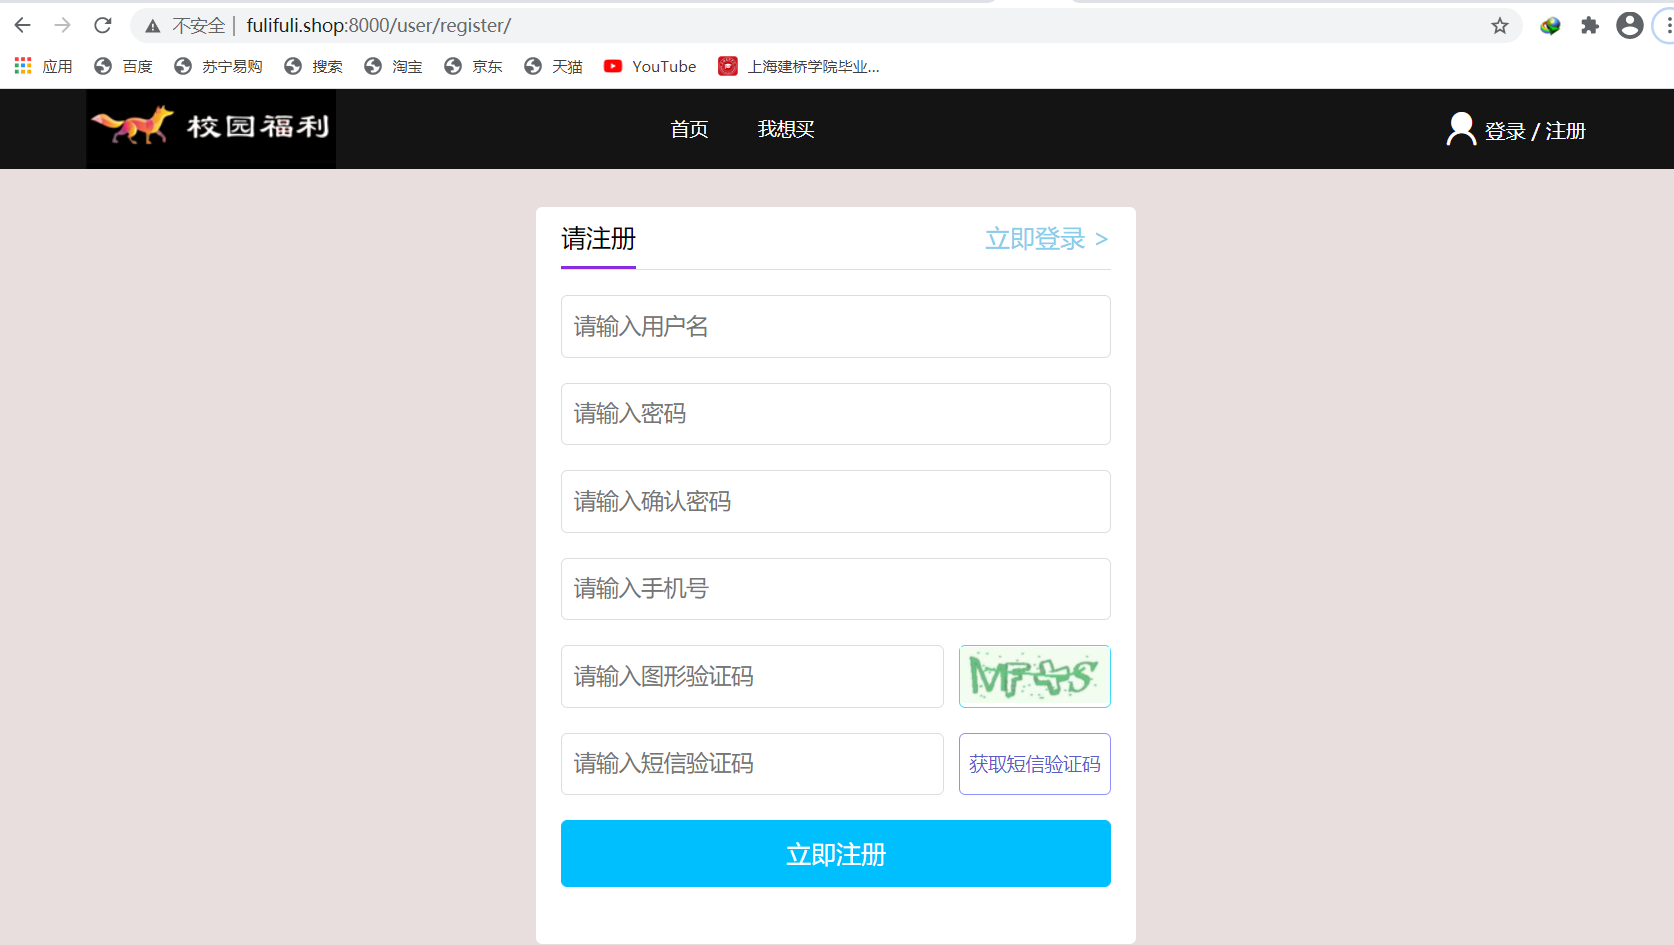 不安全 | fulifuli.shop:8000/user/register/
应用 百度 苏宁易购 搜索 淘宝 京东 天猫 YouTube 上海建桥学院毕业...
校园福利 首页 我想买 登录 / 注册
请注册 立即登录 >
请输入用户名
请输入密码
请输入确认密码
请输入手机号
请输入图形验证码
请输入短信验证码 获取短信验证码
立即注册